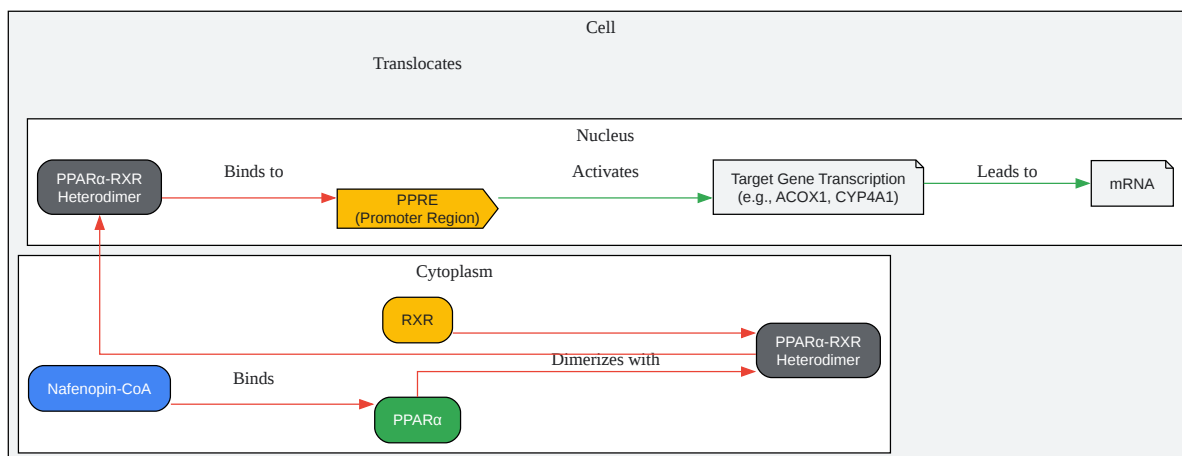 Cell
Translocates
Nucleus
PPARα-RXR
Heterodimer
Binds to
PPRE
(Promoter Region)
Activates
Target Gene Transcription
(e.g., ACOX1, CYP4A1)
Leads to
mRNA
Cytoplasm
RXR
PPARα-RXR
Heterodimer
Dimerizes with
Nafenopin-CoA
Binds
PPARα